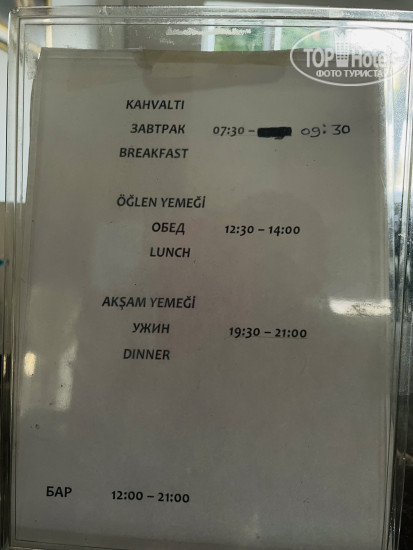 TOP Hotels
ФОТО ТУРИСТА
KAHVALTI
ЗАВТРАК 07:30 – 09:30
BREAKFAST
ÖĞLEN YEMEĞİ
ОБЕД 12:30 – 14:00
LUNCH
AKŞAM YEMEĞİ
УЖИН 19:30 – 21:00
DINNER
БАР 12:00 – 21:00